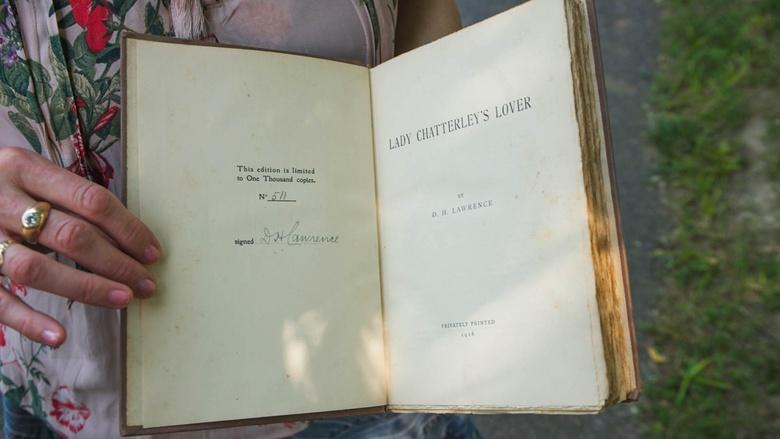 This edition is limited
to One Thousand copies.
Nº 511
signed D H Lawrence
LADY CHATTERLEY'S LOVER
BY
D. H. LAWRENCE
PRIVATELY PRINTED
1928